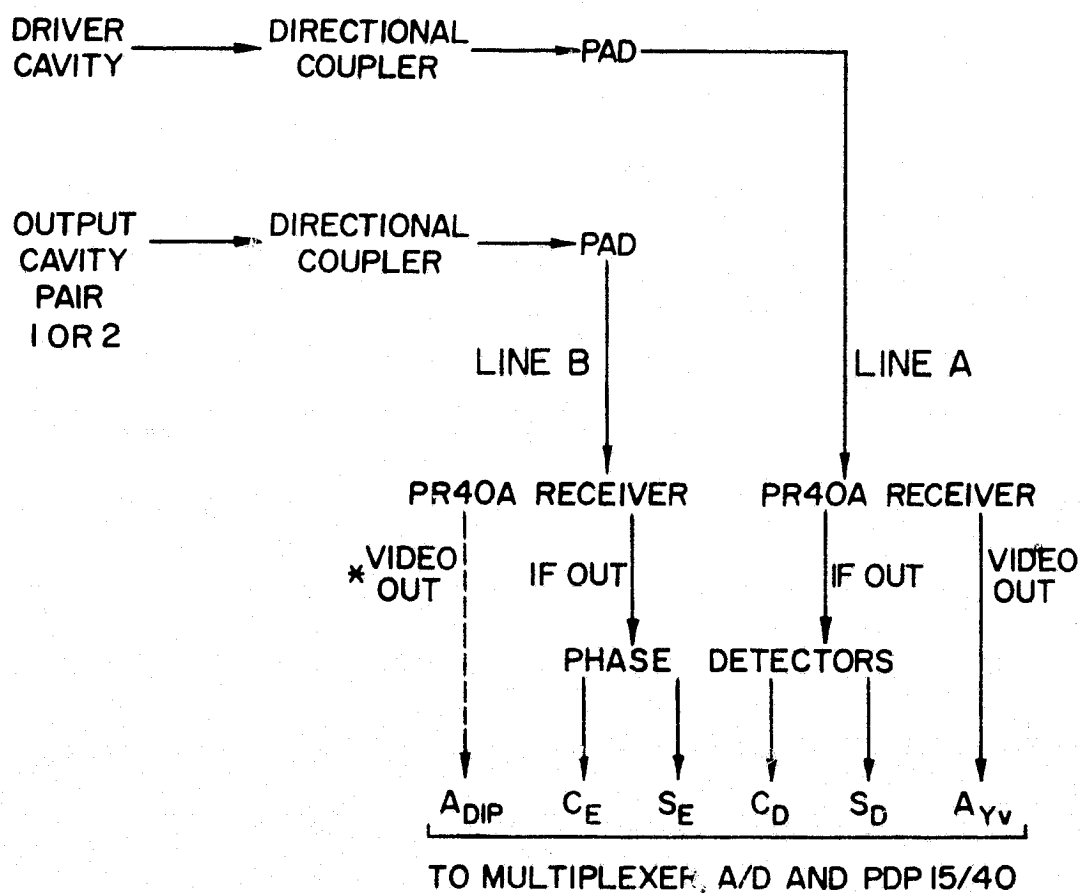 DRIVER
CAVITY
DIRECTIONAL
COUPLER
PAD
OUTPUT
CAVITY
PAIR
1 OR 2
DIRECTIONAL
COUPLER
PAD
LINE B
LINE A
PR40A RECEIVER
PR40A RECEIVER
* VIDEO
OUT
IF OUT
IF OUT
VIDEO
OUT
PHASE DETECTORS
A_DIP C_E S_E C_D S_D A_Yv
TO MULTIPLEXER, A/D AND PDP 15/40